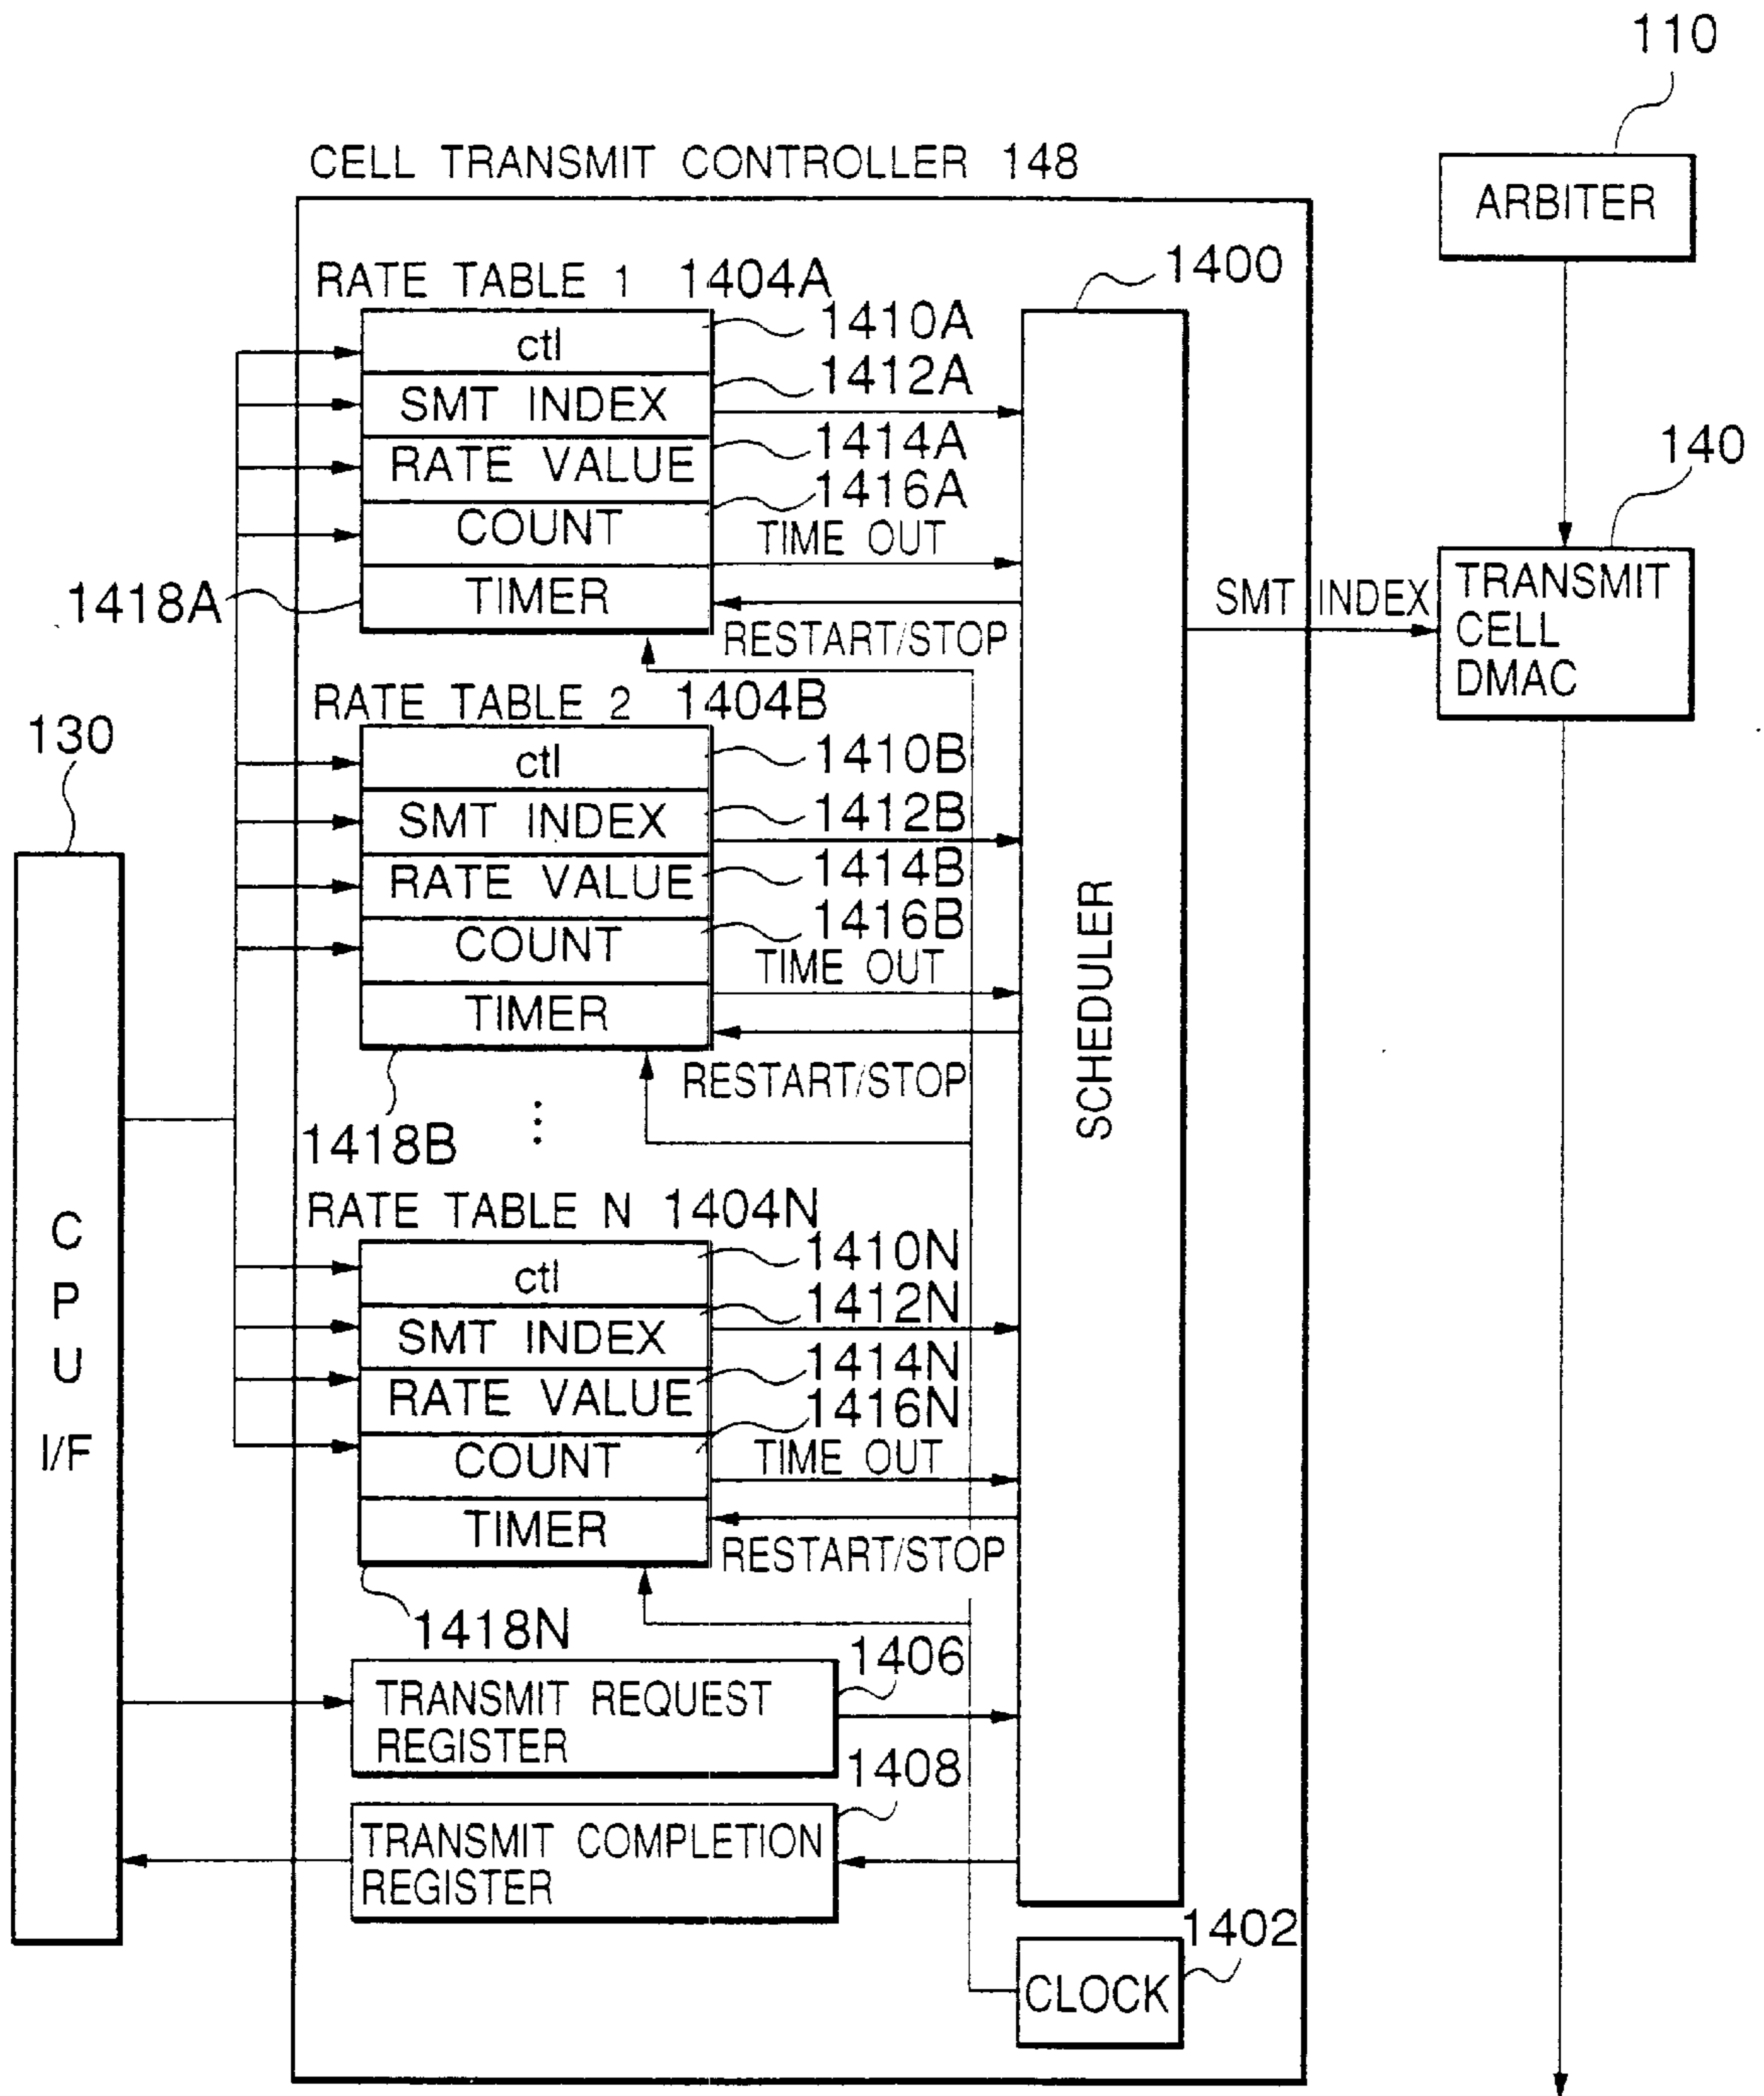 110
CELL TRANSMIT CONTROLLER 148
ARBITER
RATE TABLE 1 1404A
1400
ctl
1410A
SMT INDEX
1412A
RATE VALUE
1414A
140
COUNT
1416A
TIME OUT
TIMER
1418A
RESTART/STOP
SMT INDEX
TRANSMIT
CELL
DMAC
RATE TABLE 2 1404B
130
ctl
1410B
SMT INDEX
1412B
RATE VALUE
1414B
COUNT
1416B
TIME OUT
TIMER
RESTART/STOP
1418B
⋮
SCHEDULER
RATE TABLE N 1404N
C
P
U
I/F
ctl
1410N
SMT INDEX
1412N
RATE VALUE
1414N
COUNT
1416N
TIME OUT
TIMER
RESTART/STOP
1418N
1406
TRANSMIT REQUEST
REGISTER
1408
TRANSMIT COMPLETION
REGISTER
1402
CLOCK